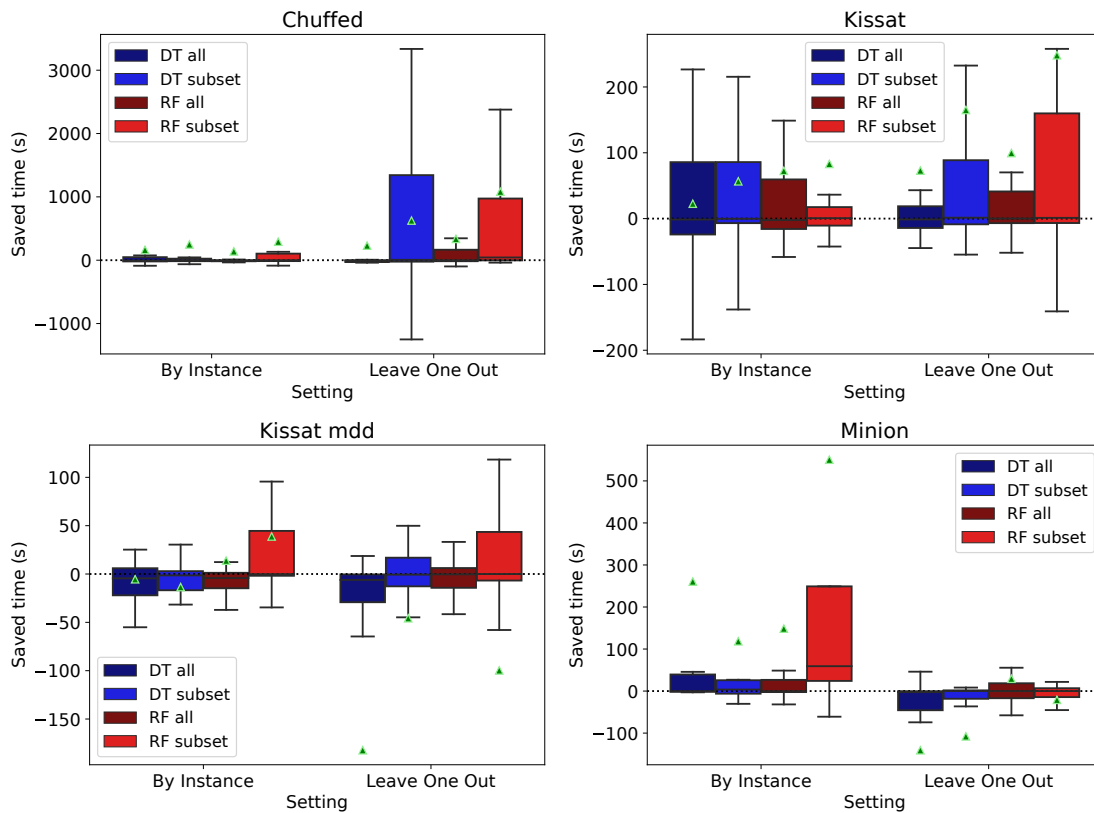 Chuffed
3000
2000
1000
0
−1000
Saved time (s)
DT all
DT subset
RF all
RF subset
By Instance
Leave One Out
Setting
Kissat
200
100
0
−100
−200
Saved time (s)
DT all
DT subset
RF all
RF subset
By Instance
Leave One Out
Setting
Kissat mdd
100
50
0
−50
−100
−150
Saved time (s)
DT all
DT subset
RF all
RF subset
By Instance
Leave One Out
Setting
Minion
500
400
300
200
100
0
−100
Saved time (s)
DT all
DT subset
RF all
RF subset
By Instance
Leave One Out
Setting